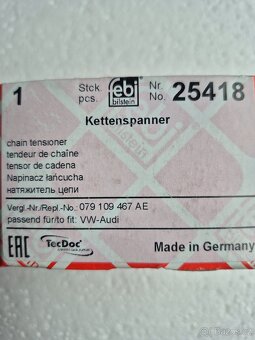 1 Stck. pcs. febi bilstein Nr. No. 25418
Kettenspanner
chain tensioner
tendeur de chaîne
tensor de cadena
Napinacz łańcucha
натяжитель цепи
Vergl.-Nr./Repl.-No. 079 109 467 AE
passend für/to fit: VW-Audi
EAC TecDoc Made in Germany